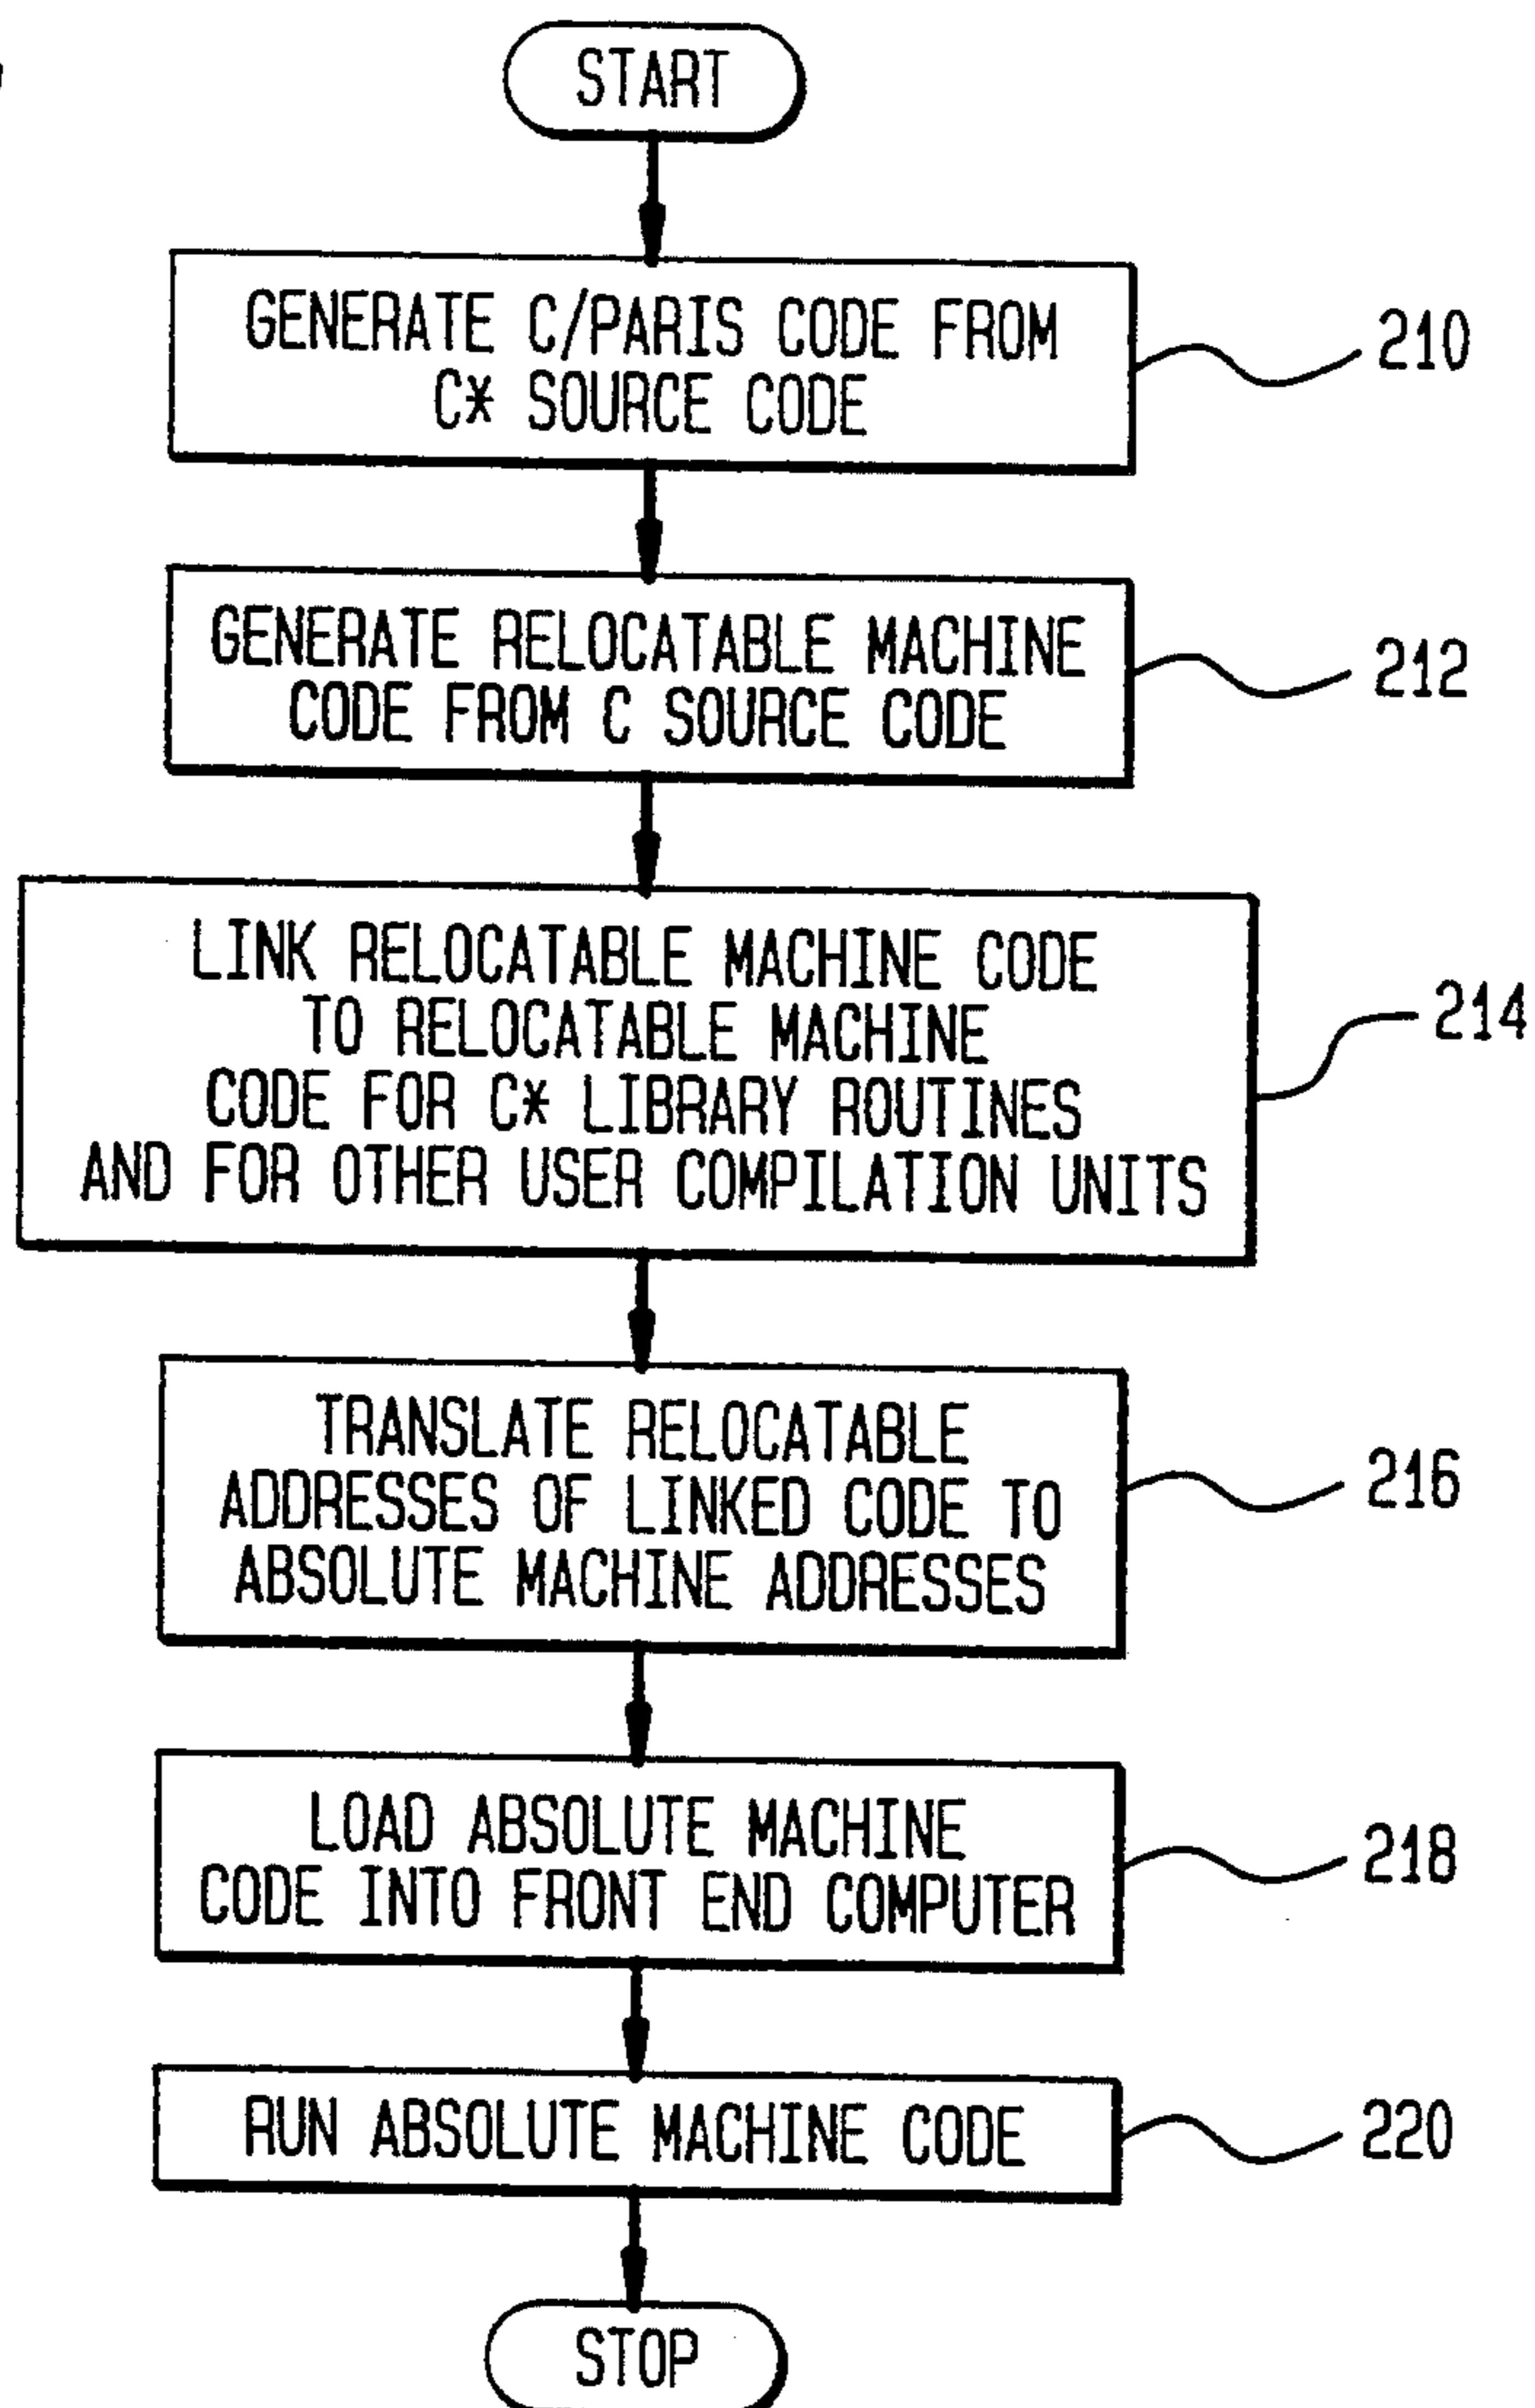 START
GENERATE C/PARIS CODE FROM
C* SOURCE CODE
210
GENERATE RELOCATABLE MACHINE
CODE FROM C SOURCE CODE
212
LINK RELOCATABLE MACHINE CODE
TO RELOCATABLE MACHINE
CODE FOR C* LIBRARY ROUTINES
AND FOR OTHER USER COMPILATION UNITS
214
TRANSLATE RELOCATABLE
ADDRESSES OF LINKED CODE TO
ABSOLUTE MACHINE ADDRESSES
216
LOAD ABSOLUTE MACHINE
CODE INTO FRONT END COMPUTER
218
RUN ABSOLUTE MACHINE CODE
220
STOP